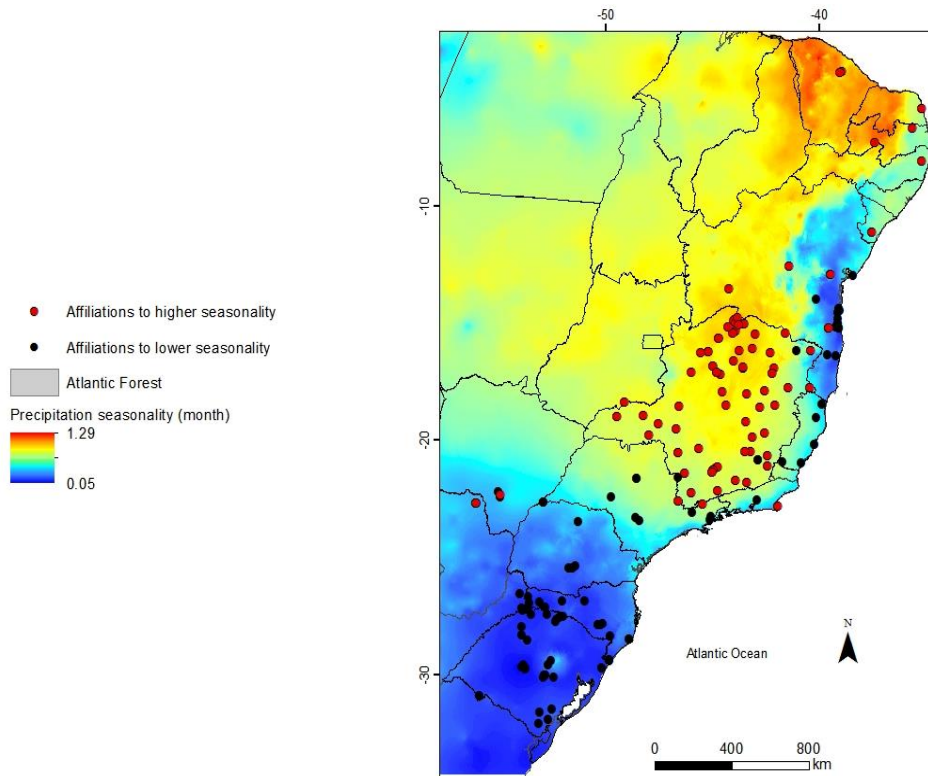 -50
-40
-10
-20
-30
Affiliations to higher seasonality
Affiliations to lower seasonality
Atlantic Forest
Precipitation seasonality (month)
1.29
0.05
N
Atlantic Ocean
0 400 800
km